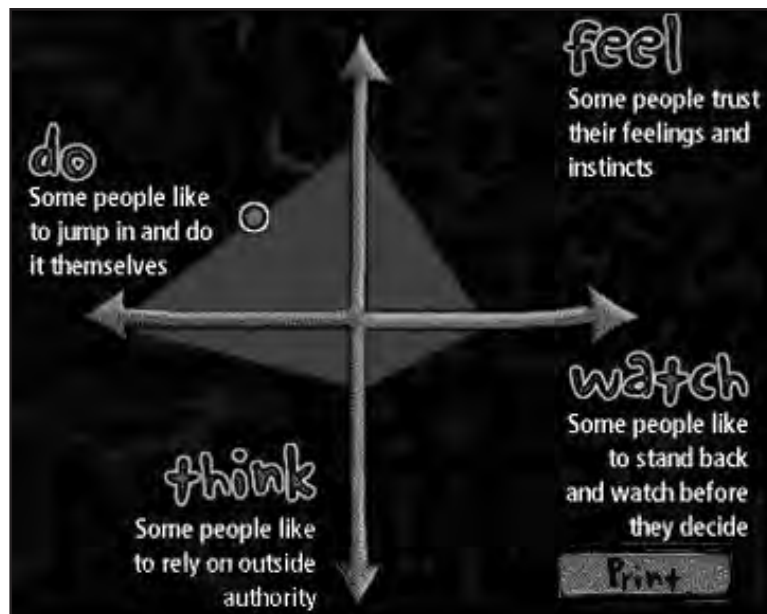 feel
Some people trust
their feelings and
instincts
do
Some people like
to jump in and do
it themselves
watch
Some people like
to stand back
and watch before
they decide
think
Some people like
to rely on outside
authority
Print